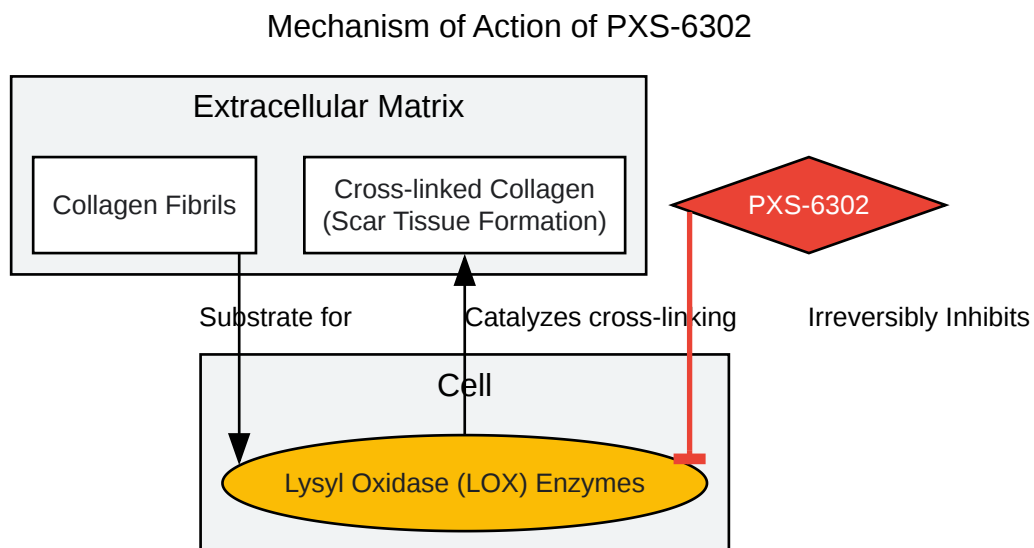 Mechanism of Action of PXS-6302
Extracellular Matrix
Collagen Fibrils
Cross-linked Collagen
(Scar Tissue Formation)
PXS-6302
Substrate for
Catalyzes cross-linking
Irreversibly Inhibits
Cell
Lysyl Oxidase (LOX) Enzymes